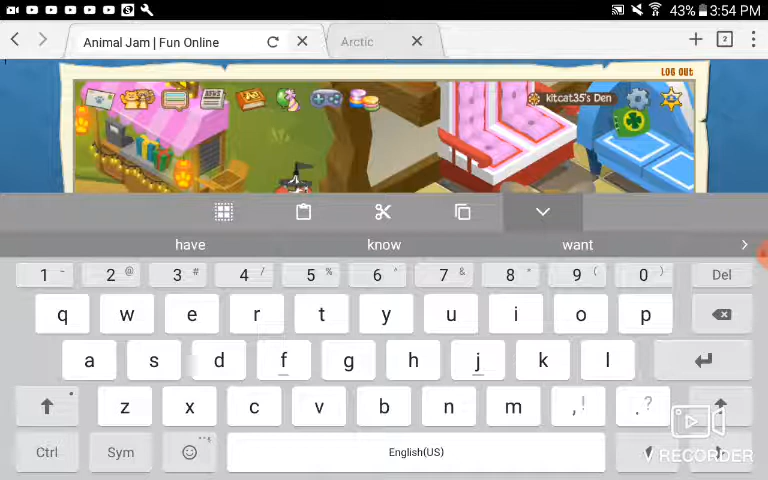 43% 3:54 PM
Animal Jam | Fun Online
Arctic
2
LOG OUT
NEWS
kitcat35's Den
have know want
1 - 2 @ 3 # 4 / 5 % 6 ^ 7 & 8 * 9 ( 0 ) Del
q w e r t y u i o p
a s d f g h j k l
z x c v b n m , ! . ?
Ctrl Sym English(US)
V RECORDER